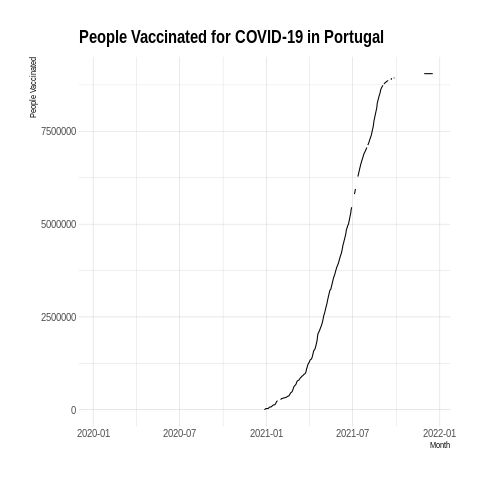 People Vaccinated for COVID-19 in Portugal
People Vaccinated
7500000
5000000
2500000
0
2020-01 2020-07 2021-01 2021-07 2022-01
Month